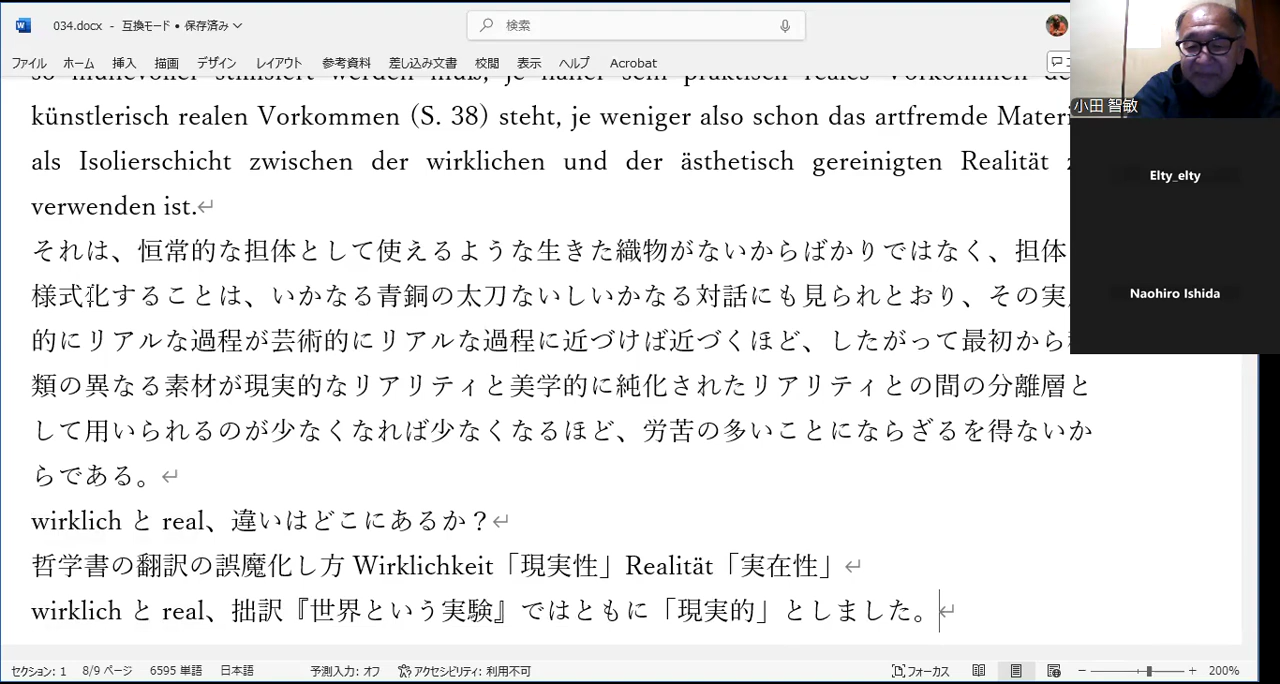 034.docx - 互換モード • 保存済み
検索
ファイル ホーム 挿入 描画 デザイン レイアウト 参考資料 差し込み文書 校閲 表示 ヘルプ Acrobat
小田 智敏
künstlerisch realen Vorkommen (S. 38) steht, je weniger also schon das artfremde
als Isolierschicht zwischen der wirklichen und der ästhetisch gereinigten Realität
Elty_elty
verwenden ist.↵
それは、恒常的な担体として使えるような生きた織物がないからばかりではなく、担体
様式化することは、いかなる青銅の太刀ないしいかなる対話にも見られとおり、その
Naohiro Ishida
的にリアルな過程が芸術的にリアルな過程に近づけば近づくほど、したがって最初から
類の異なる素材が現実的なリアリティと美学的に純化されたリアリティとの間の分離層と
して用いられるのが少なくなれば少なくなるほど、労苦の多いことにならざるを得ないか
らである。↵
wirklich と real、違いはどこにあるか？↵
哲学書の翻訳の誤魔化し方 Wirklichkeit「現実性」Realität「実在性」↵
wirklich と real、拙訳『世界という実験』ではともに「現実的」としました。↵
セクション: 1 8/9 ページ 6595 単語 日本語 予測入力: オフ アクセシビリティ: 利用不可 フォーカス − + 200%